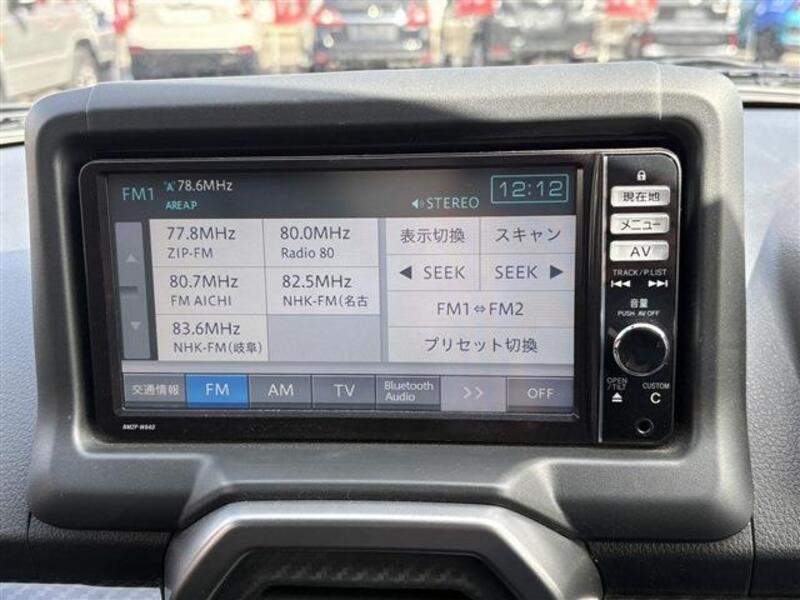 FM1 78.6MHz
AREA.P
STEREO
12:12
77.8MHz
ZIP-FM
80.0MHz
Radio 80
80.7MHz
FM AICHI
82.5MHz
NHK-FM(名古
83.6MHz
NHK-FM(岐阜)
表示切換
スキャン
◀ SEEK
SEEK ▶
FM1⇔FM2
プリセット切換
交通情報
FM
AM
TV
Bluetooth
Audio
>>
OFF
現在地
メニュー
AV
TRACK/P.LIST
音量
PUSH AV OFF
OPEN
/TILT
CUSTOM
C
NMZP-W64D